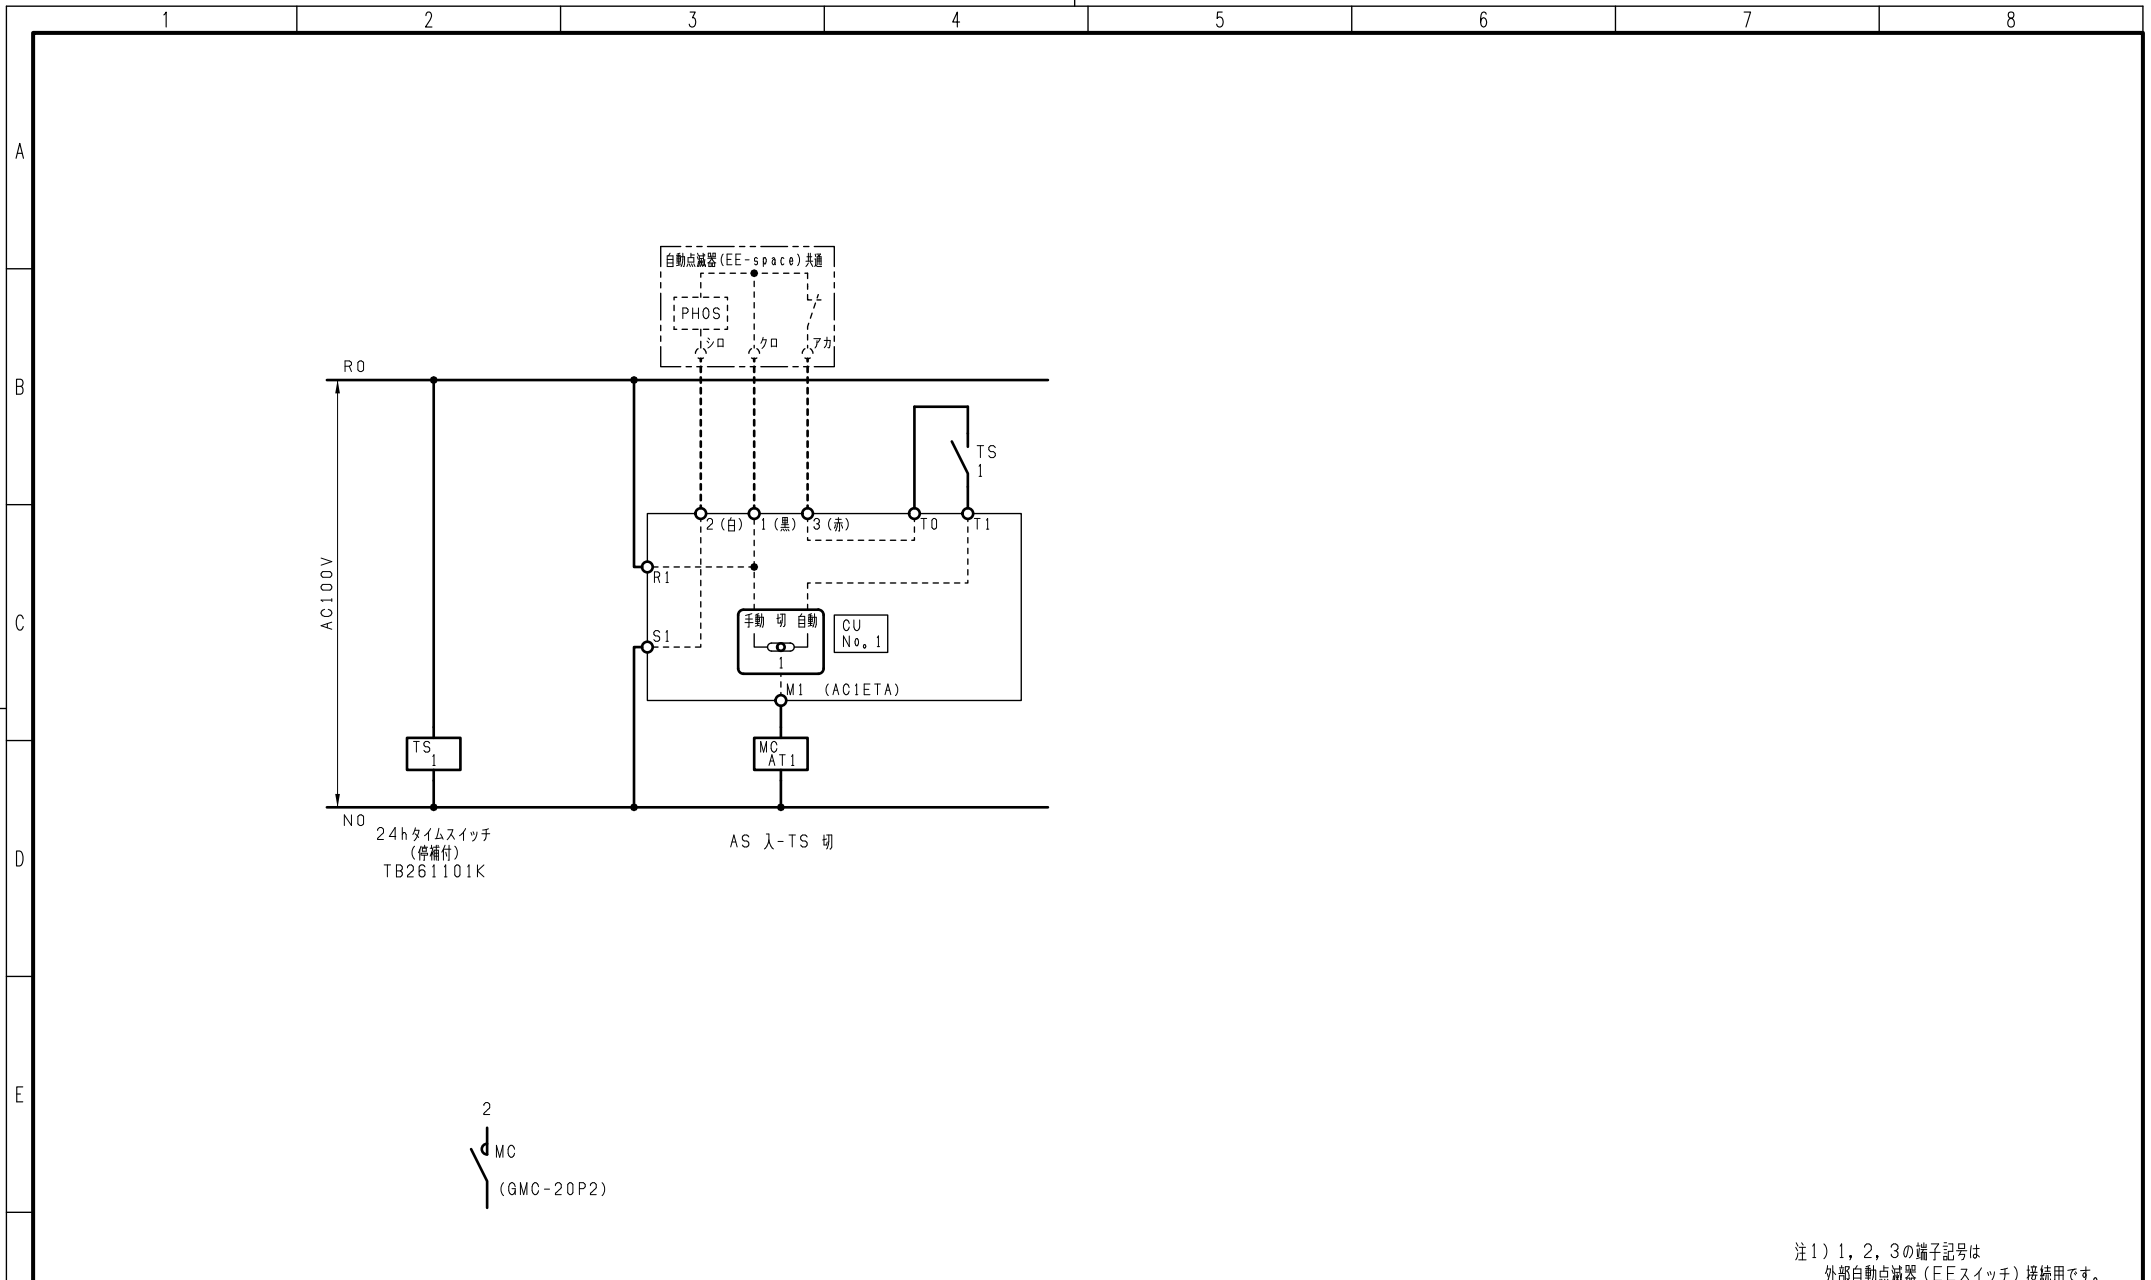 1 2 3 4 5 6 7 8
A
自動点滅器(EE-space)共通
PHOS
シロ クロ アカ
R0
B
TS
1
2(白) 1(黒) 3(赤) T0 T1
R1
AC100V
C
手動 切 自動
CU
No。1
S1
1
M1 (AC1ETA)
TS
1
MC
AT1
N0
24hタイムスイッチ
(停補付)
TB261101K
AS 入-TS 切
D
E
2
MC
(GMC-20P2)
注1)1,2,3の端子記号は
外部自動点滅器(EEスイッチ)接続用です。